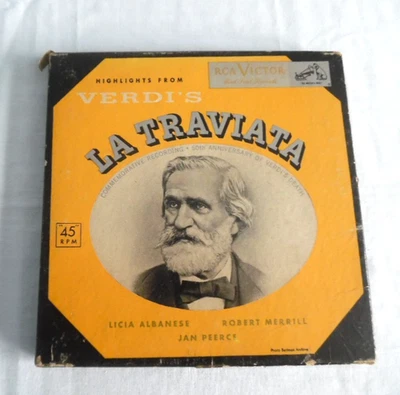 HIGHLIGHTS FROM
RCA VICTOR
VERDI'S
LA TRAVIATA
COMMEMORATIVE RECORDING • 50TH ANNIVERSARY OF VERDI'S DEATH
45
RPM
LICIA ALBANESE ROBERT MERRILL
JAN PEERCE